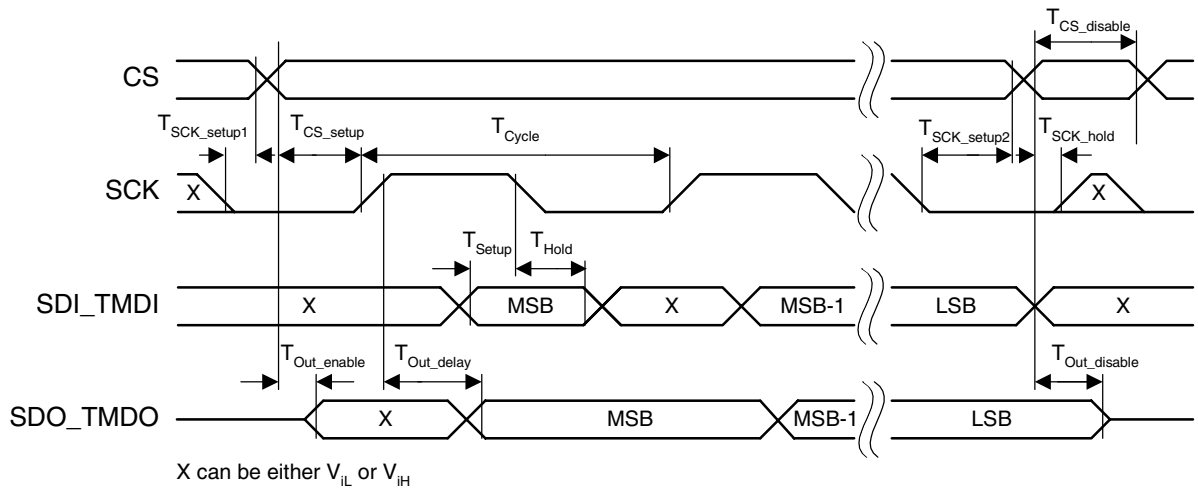 T_CS_disable
CS
T_SCK_setup1 T_CS_setup T_Cycle T_SCK_setup2 T_SCK_hold
SCK X X
T_Setup T_Hold
SDI_TMDI X MSB X MSB-1 LSB X
T_Out_enable T_Out_delay T_Out_disable
SDO_TMDO X MSB MSB-1 LSB
X can be either V_iL or V_iH